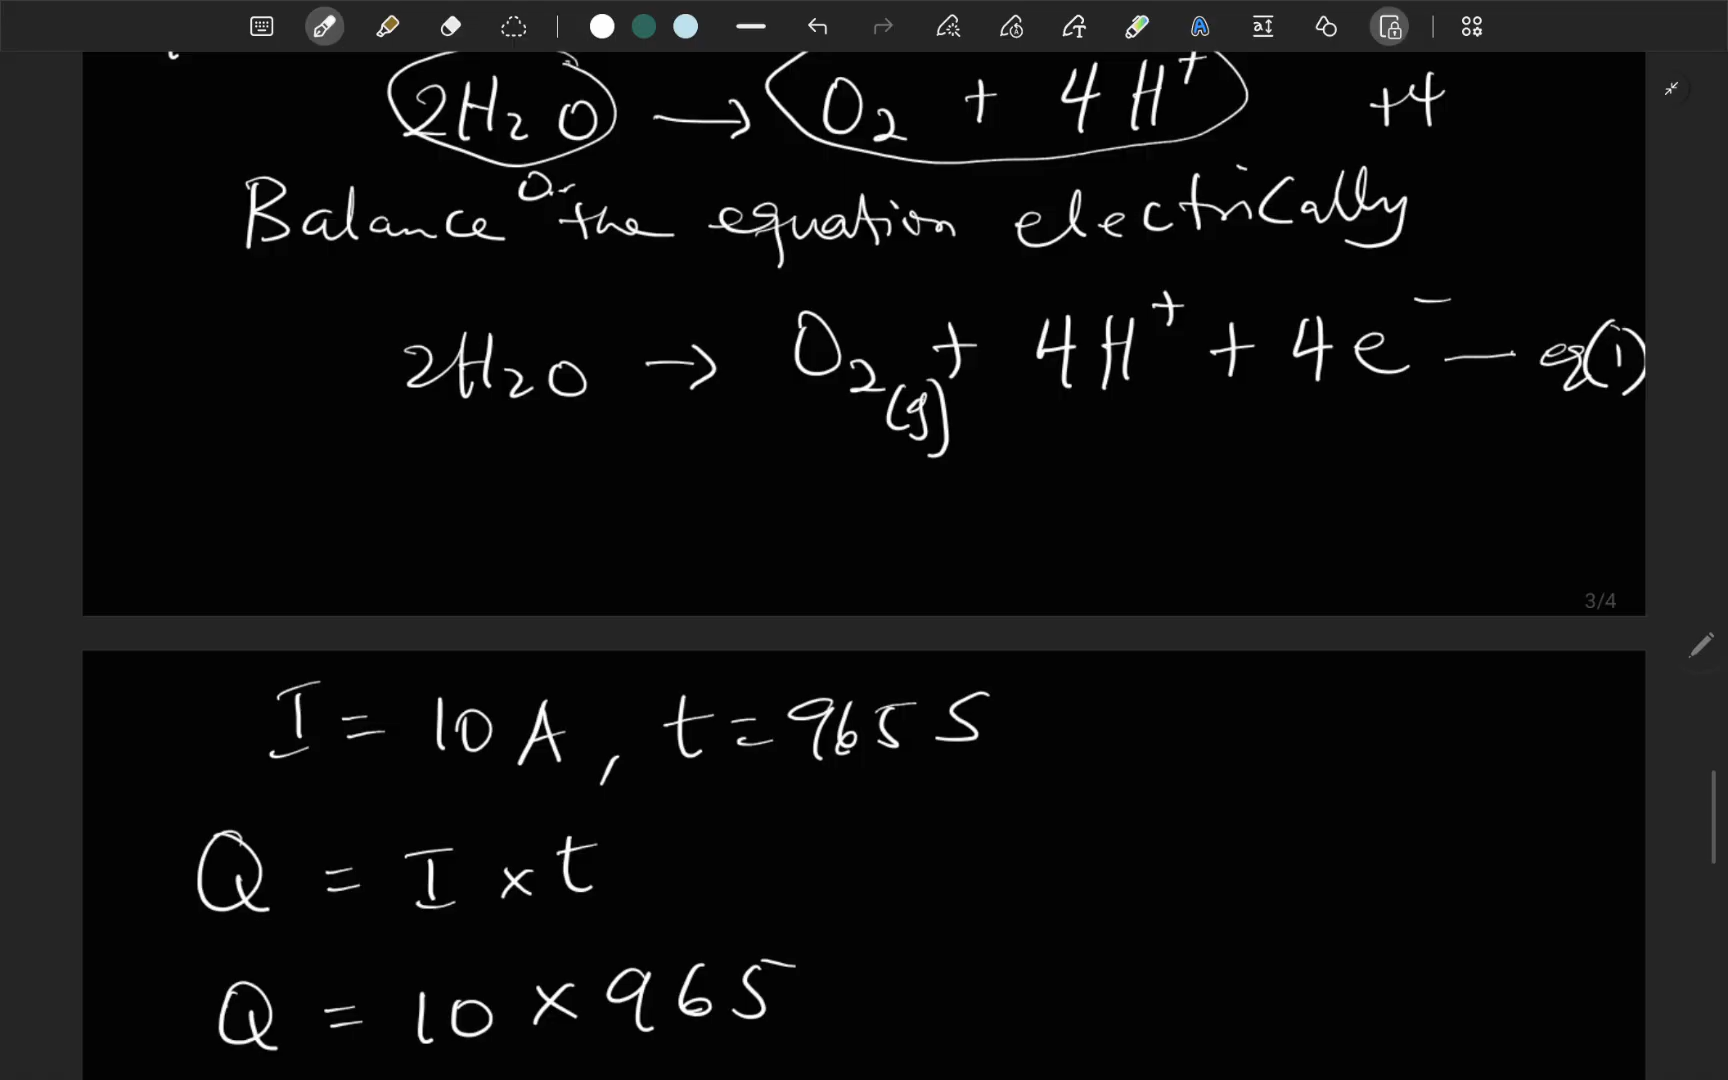 2H₂O → O₂ + 4H⁺ +4
0
Balance the equation electrically
2H₂O → O₂(g) + 4H⁺ + 4e⁻ — eq(1)
3/4
I = 10 A, t = 965 S
Q = I × t
Q = 10 × 965